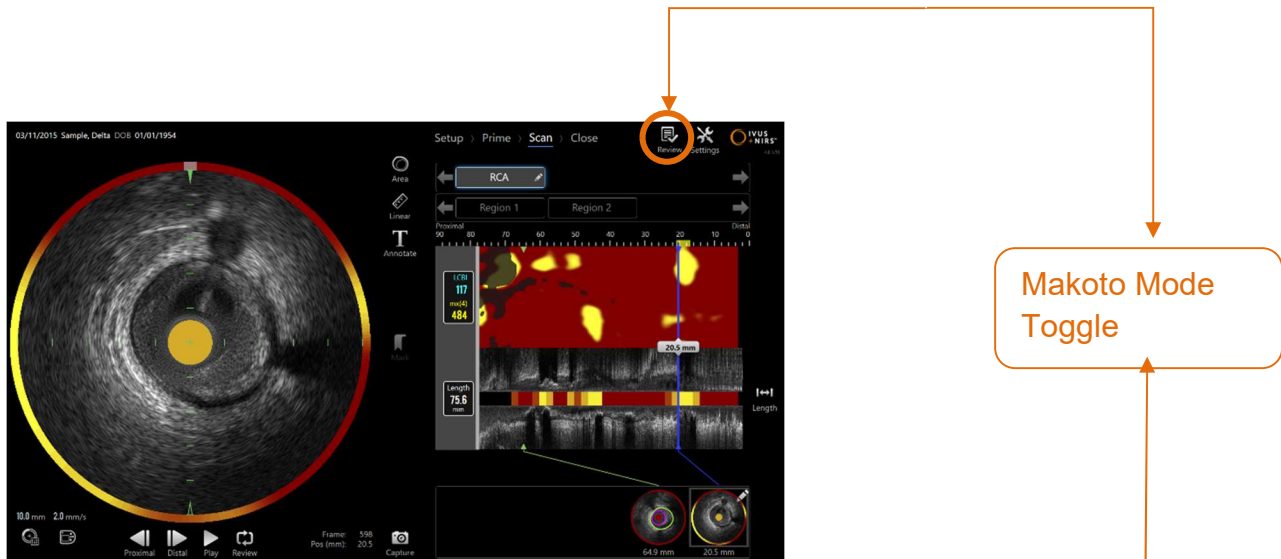 03/11/2015 Sample, Delta DOB 01/01/1954
Setup > Prime > Scan > Close
Review
Settings
IVUS
+NIRS™
Area
Linear
Annotate
Mark
RCA
Region 1 Region 2
Proximal Distal
90 80 70 60 50 40 30 20 10 0
LCBI
117
mx(4)
484
20.5 mm
Length
75.6
mm
Length
Makoto Mode
Toggle
10.0 mm 2.0 mm/s
Proximal Distal Play Review
Frame: 598
Pos (mm): 20.5
Capture
64.9 mm 20.5 mm